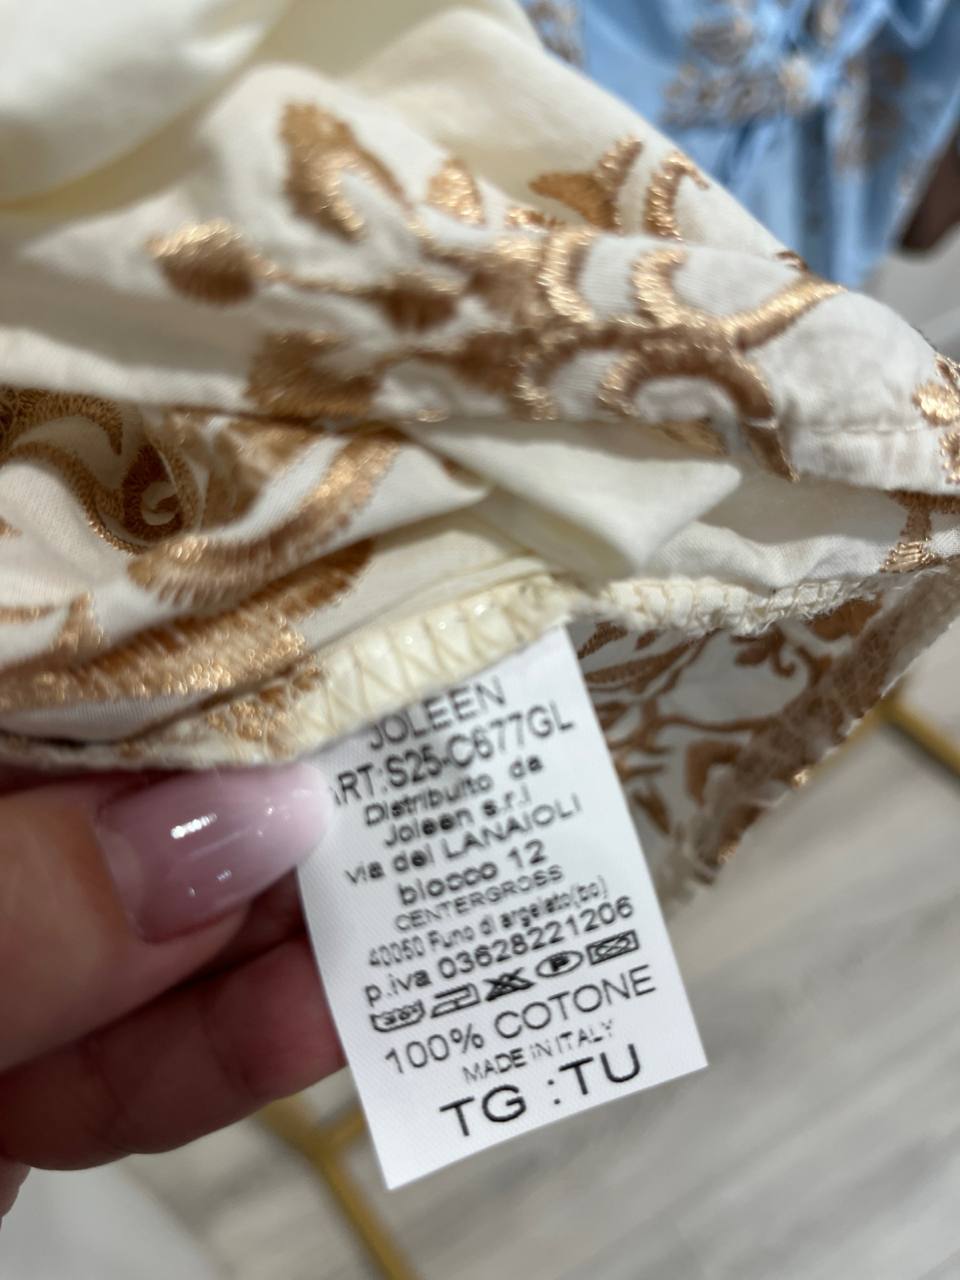 JOLEEN
ART:S25-C677GL
Distribuito da
Joleen s.r.l
via dei LANAIOLI
blocco 12
CENTERGROSS
40050 Funo di argelato(bo)
p.iva 03628221206
100% COTONE
MADE IN ITALY
TG :TU